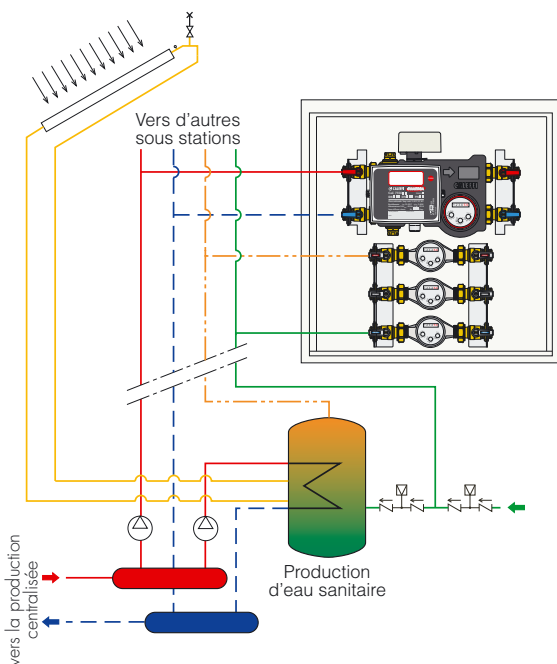 Vers d'autres
sous stations
Production
d'eau sanitaire
vers la production
centralisée